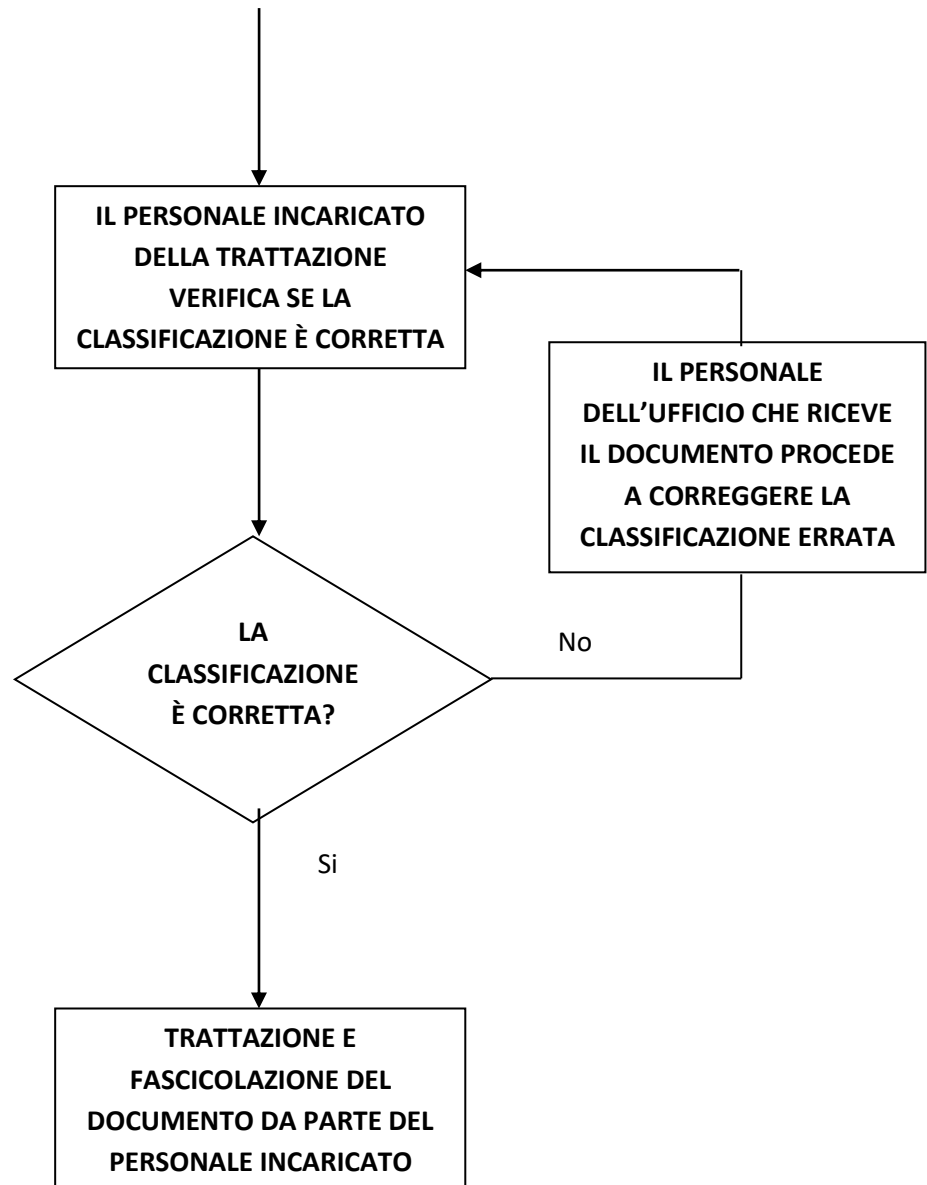 IL PERSONALE INCARICATO
DELLA TRATTAZIONE
VERIFICA SE LA
CLASSIFICAZIONE È CORRETTA
IL PERSONALE
DELL’UFFICIO CHE RICEVE
IL DOCUMENTO PROCEDE
A CORREGGERE LA
CLASSIFICAZIONE ERRATA
LA
CLASSIFICAZIONE
È CORRETTA?
No
Si
TRATTAZIONE E
FASCICOLAZIONE DEL
DOCUMENTO DA PARTE DEL
PERSONALE INCARICATO